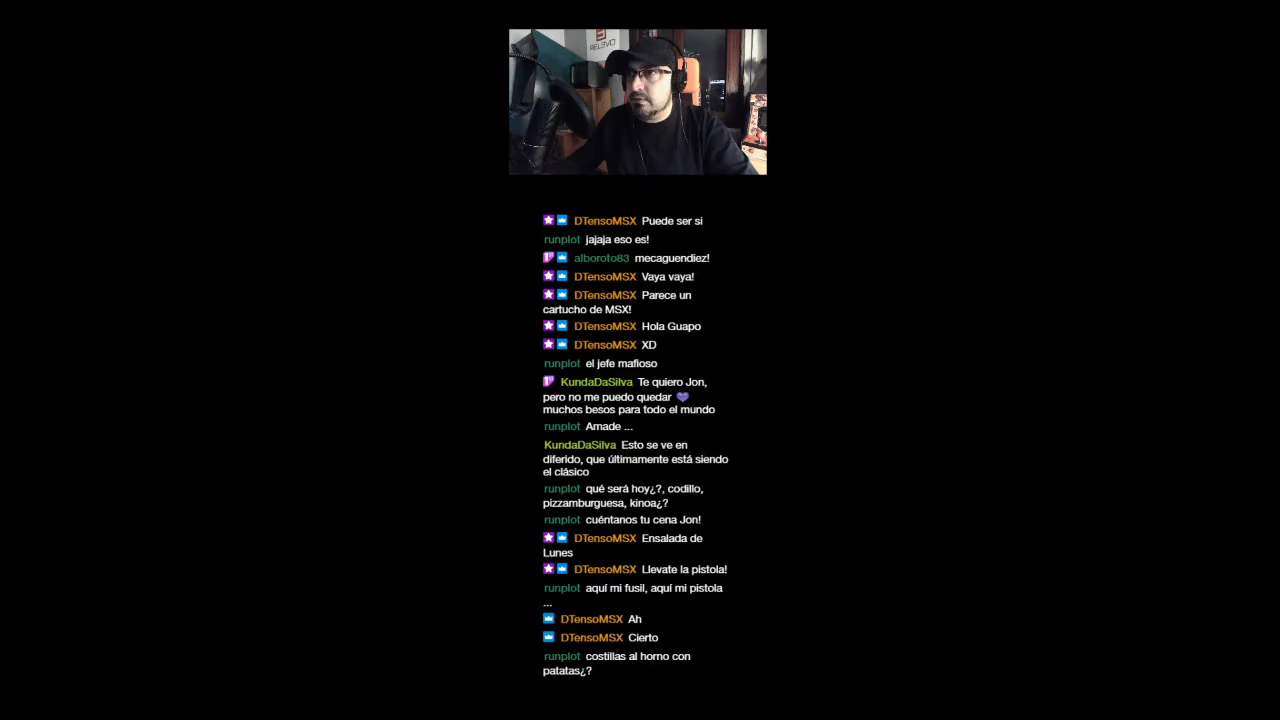 RELEVO
DTensoMSX Puede ser si
runplot jajaja eso es!
alboroto83 mecaguendiez!
DTensoMSX Vaya vaya!
DTensoMSX Parece un
cartucho de MSX!
DTensoMSX Hola Guapo
DTensoMSX XD
runplot el jefe mafioso
KundaDaSilva Te quiero Jon,
pero no me puedo quedar
muchos besos para todo el mundo
runplot Amade ...
KundaDaSilva Esto se ve en
diferido, que últimamente está siendo
el clásico
runplot qué será hoy¿?, codillo,
pizzamburguesa, kinoa¿?
runplot cuéntanos tu cena Jon!
DTensoMSX Ensalada de
Lunes
DTensoMSX Llevate la pistola!
runplot aquí mi fusil, aquí mi pistola
...
DTensoMSX Ah
DTensoMSX Cierto
runplot costillas al horno con
patatas¿?